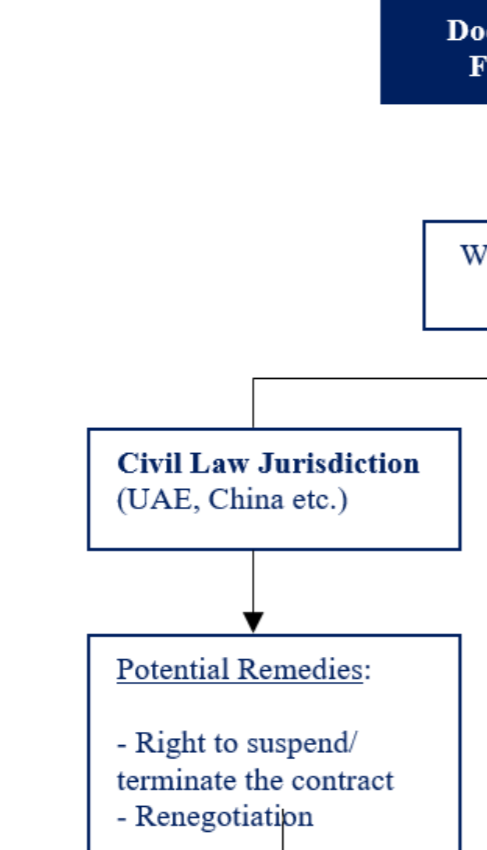 Civil Law Jurisdiction
(UAE, China etc.)
Potential Remedies:
- Right to suspend/
terminate the contract
- Renegotiation